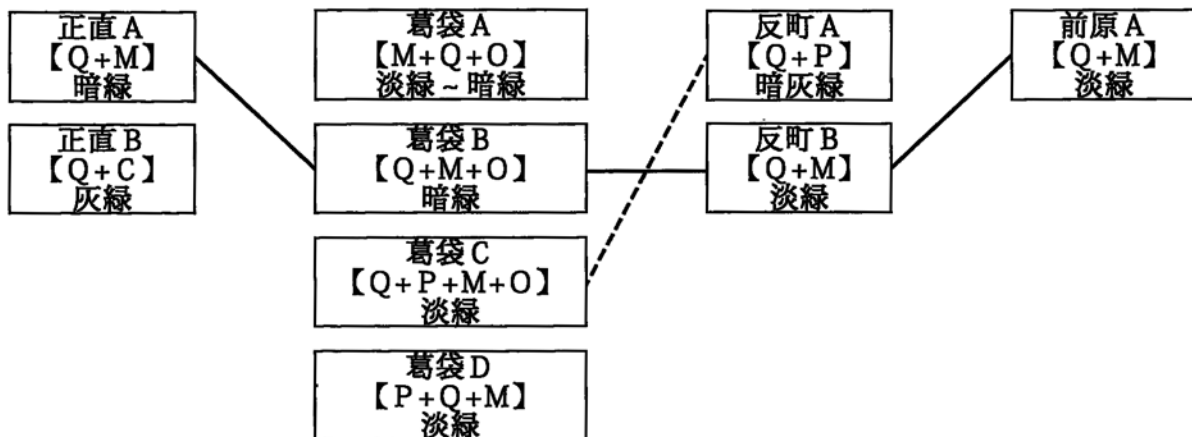 正直A
【Q+M】
暗緑
正直B
【Q+C】
灰緑
葛袋A
【M+Q+O】
淡緑~暗緑
葛袋B
【Q+M+O】
暗緑
葛袋C
【Q+P+M+O】
淡緑
葛袋D
【P+Q+M】
淡緑
反町A
【Q+P】
暗灰緑
反町B
【Q+M】
淡緑
前原A
【Q+M】
淡緑